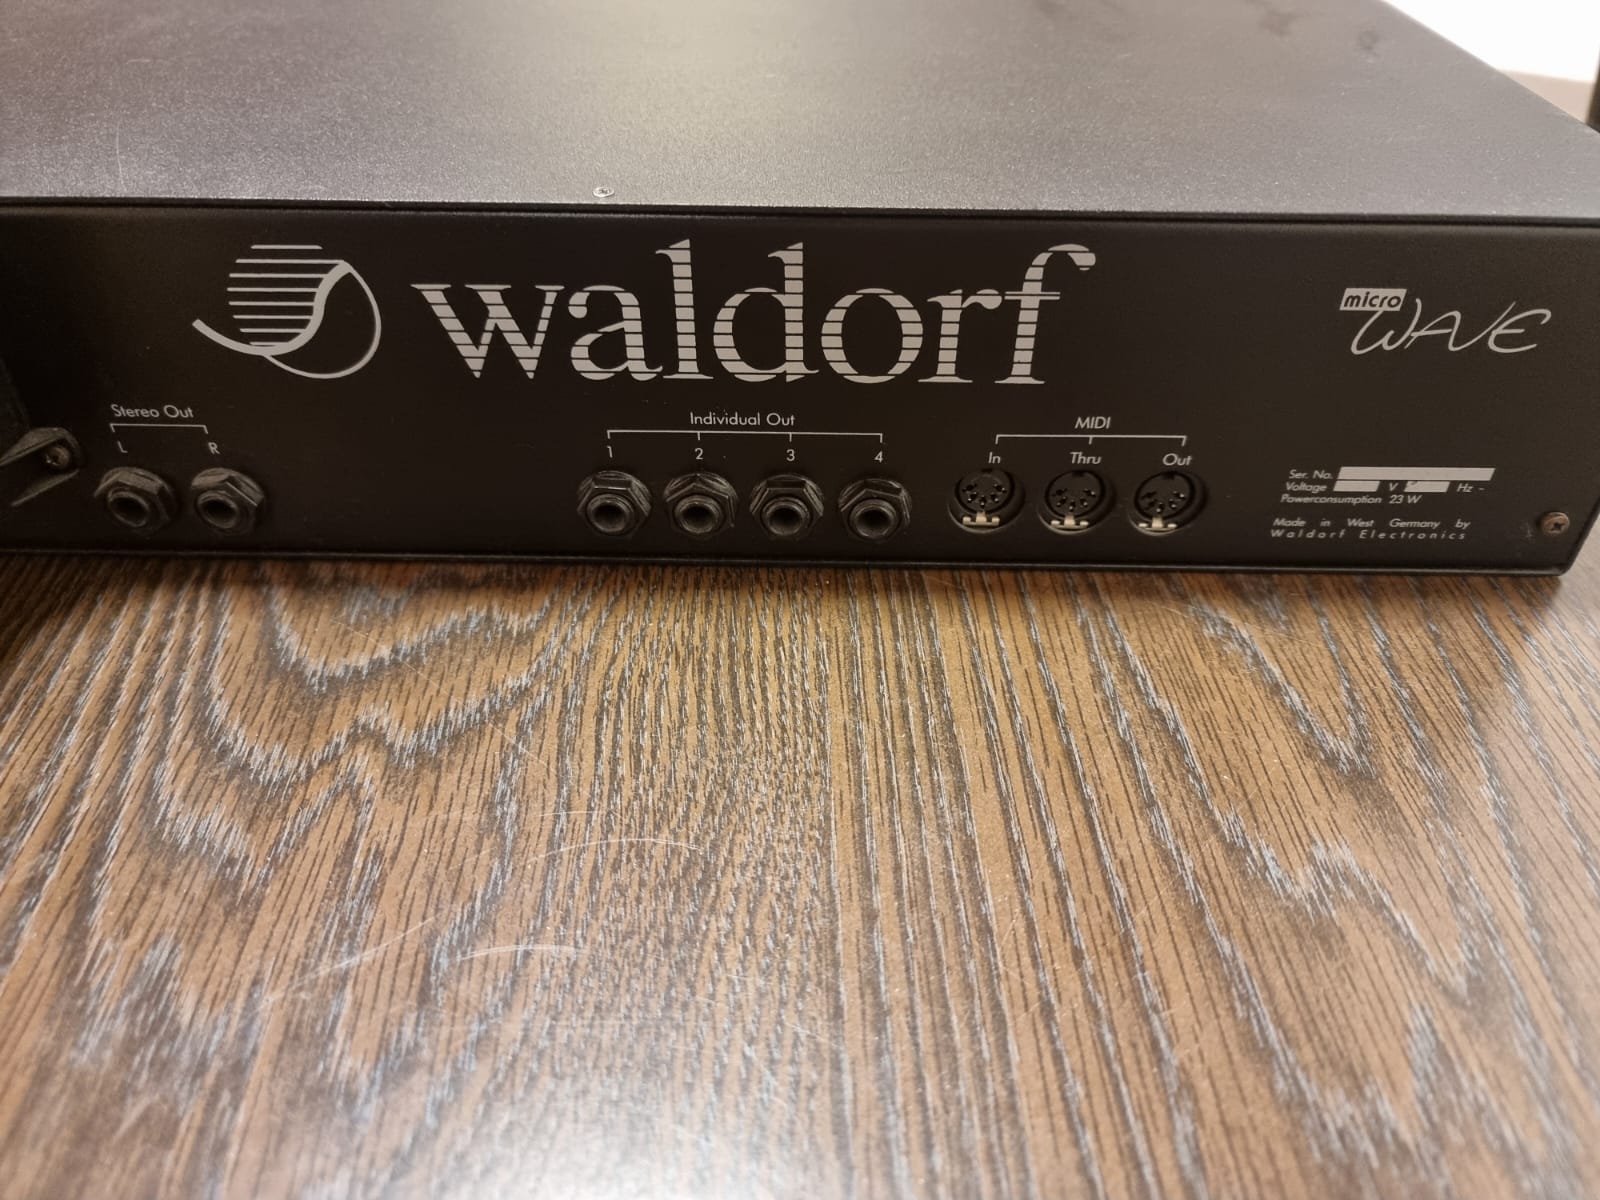 waldorf
micro
WAVE
Stereo Out
L R
Individual Out
1 2 3 4
MIDI
In Thru Out
Ser. No.
Voltage V Hz ~
Powerconsumption 23 W
Made in West Germany by
Waldorf Electronics